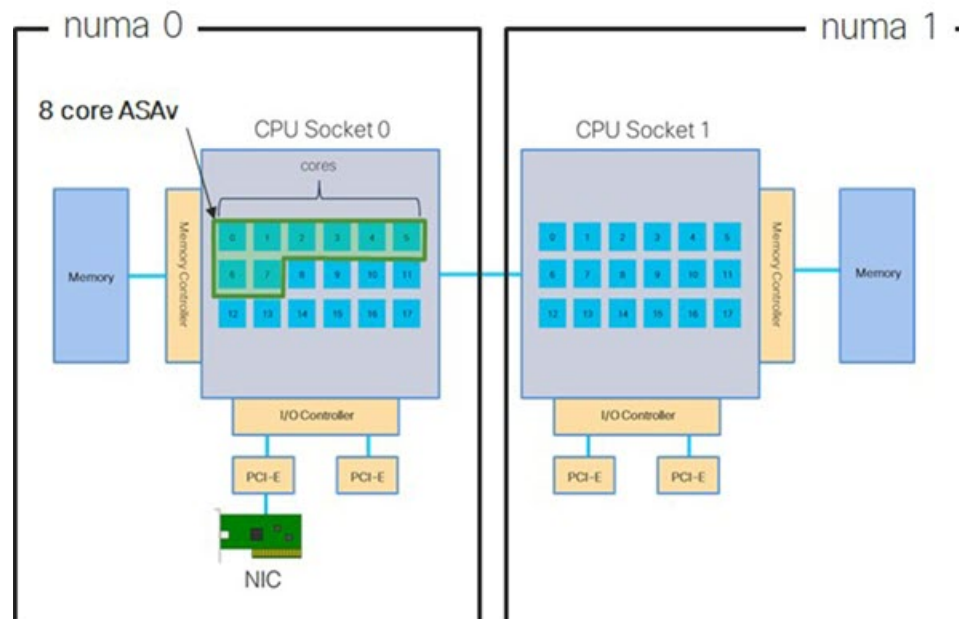 numa 0
numa 1
8 core ASAv
CPU Socket 0
CPU Socket 1
cores
0 1 2 3 4 5
6 7 8 9 10 11
12 13 14 15 16 17
0 1 2 3 4 5
6 7 8 9 10 11
12 13 14 15 16 17
Memory
Memory Controller
Memory Controller
Memory
I/O Controller
I/O Controller
PCI-E
PCI-E
PCI-E
PCI-E
NIC